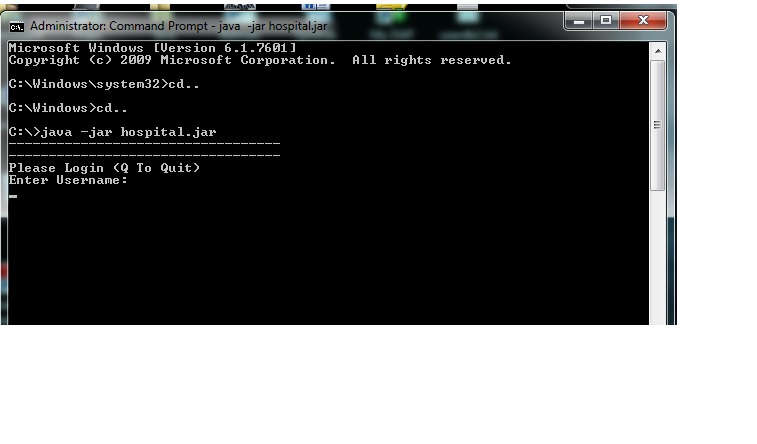 Administrator: Command Prompt - java -jar hospital.jar
Microsoft Windows [Version 6.1.7601]
Copyright (c) 2009 Microsoft Corporation.  All rights reserved.
C:\Windows\system32>cd..
C:\Windows>cd..
C:\>java -jar hospital.jar
----------------------------------
----------------------------------
Please Login (Q To Quit)
Enter Username: